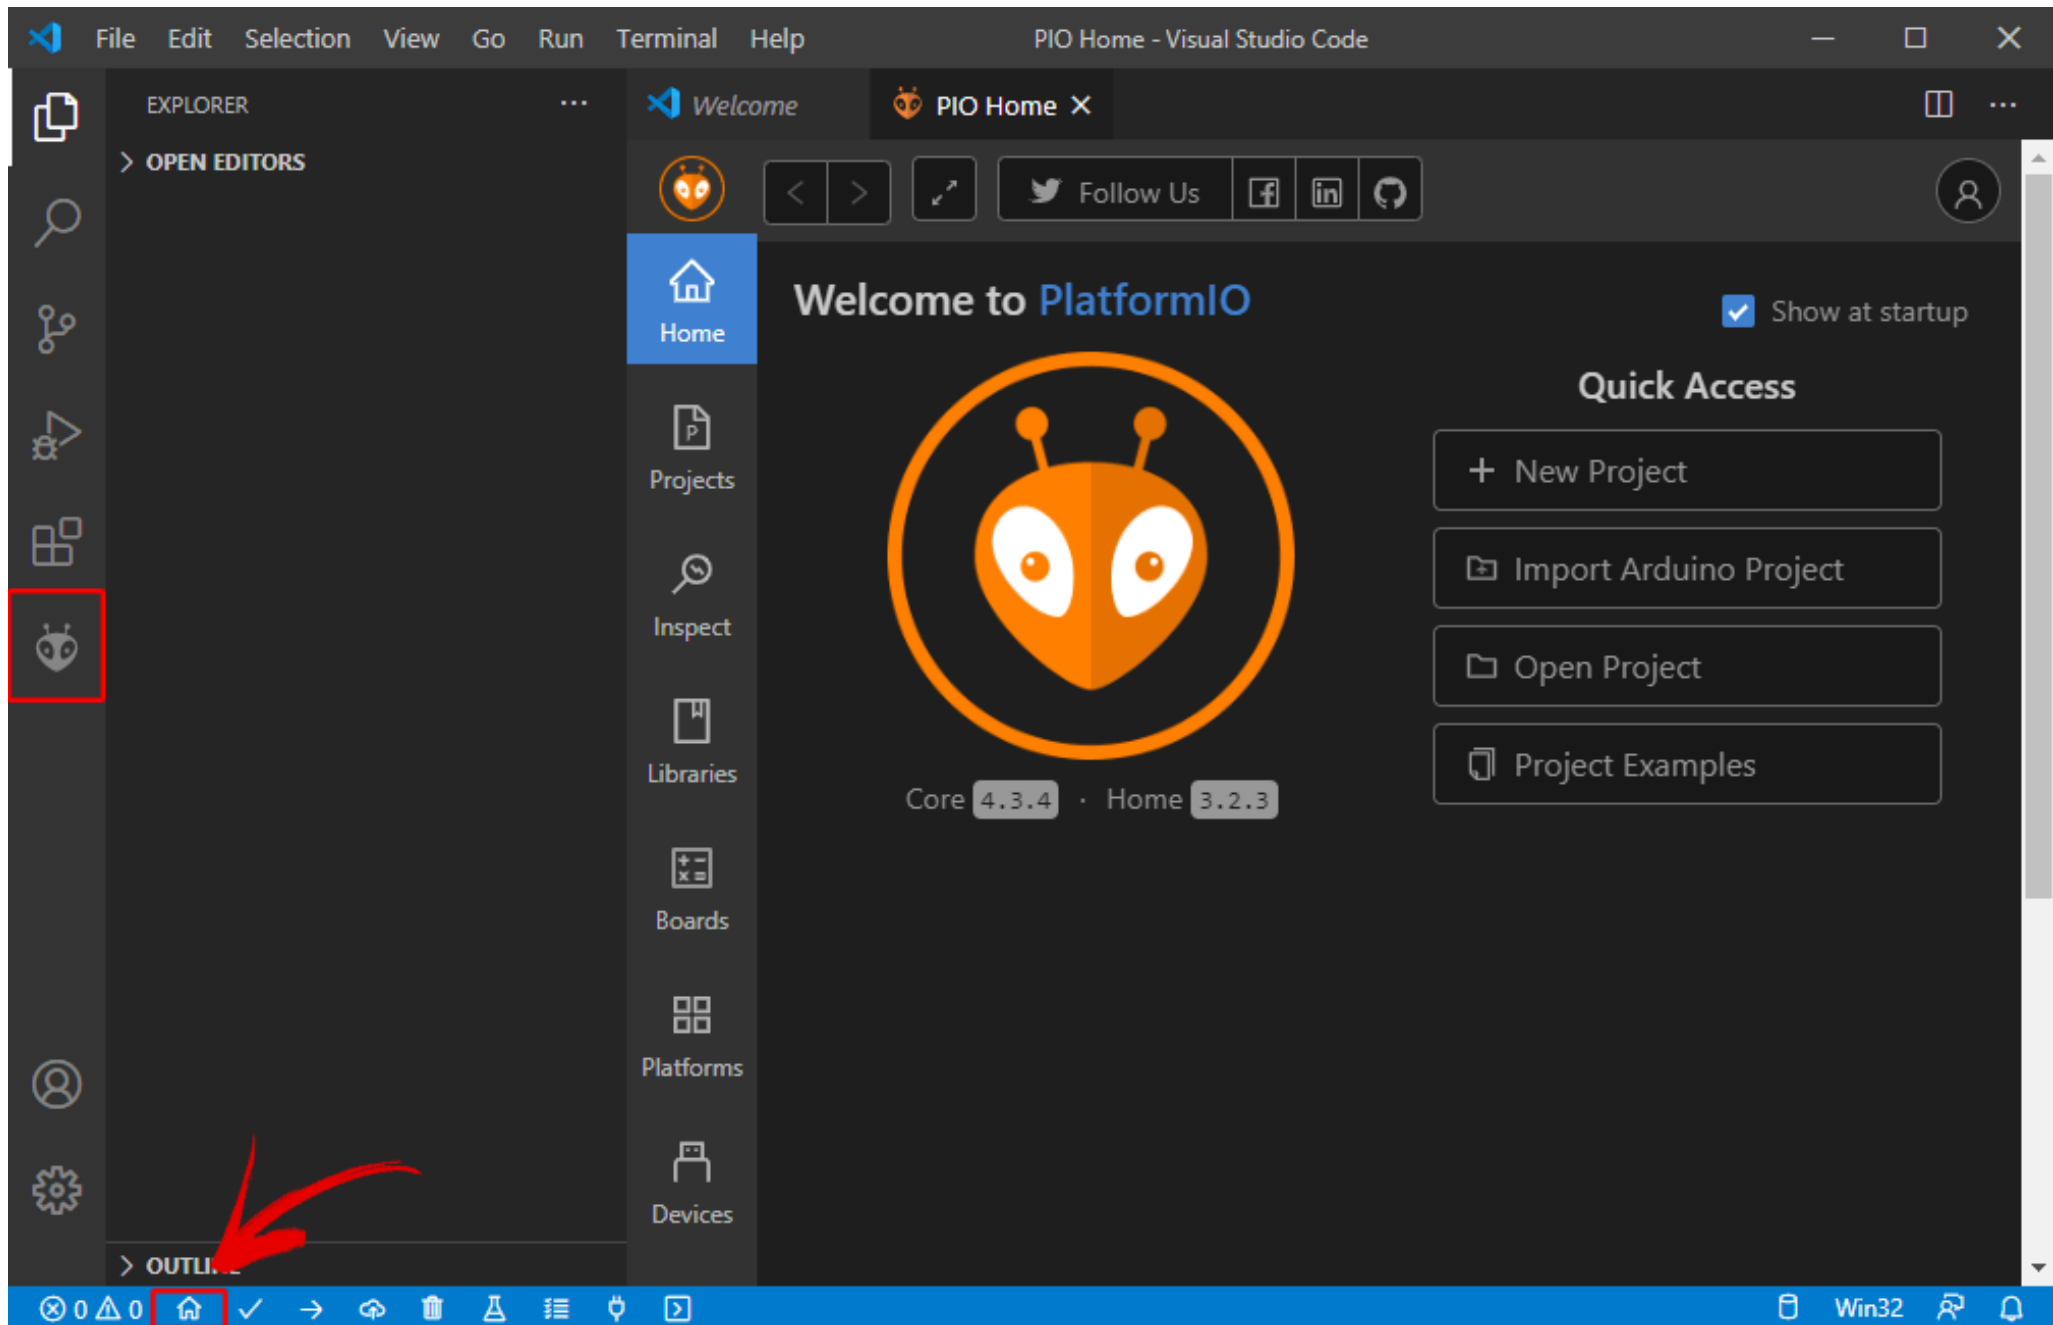 File Edit Selection View Go Run Terminal Help PIO Home - Visual Studio Code
EXPLORER
OPEN EDITORS
Welcome PIO Home
Follow Us
Home
Projects
Inspect
Libraries
Boards
Platforms
Devices
Welcome to PlatformIO
Show at startup
Core 4.3.4 · Home 3.2.3
Quick Access
New Project
Import Arduino Project
Open Project
Project Examples
0 0
Win32